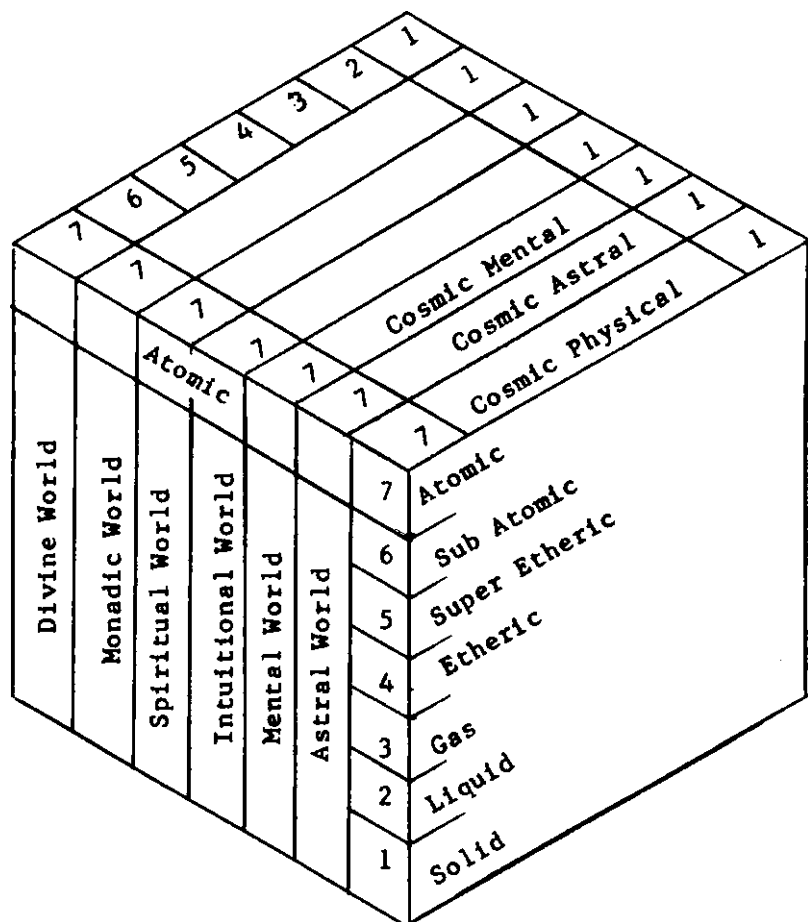 1
2
3
4
5
6
7
1
1
1
1
1
1
7
7
7
7
7
7
Cosmic Mental
Cosmic Astral
Cosmic Physical
Atomic
Divine World
Monadic World
Spiritual World
Intuitional World
Mental World
Astral World
7 Atomic
6 Sub Atomic
5 Super Etheric
4 Etheric
3 Gas
2 Liquid
1 Solid